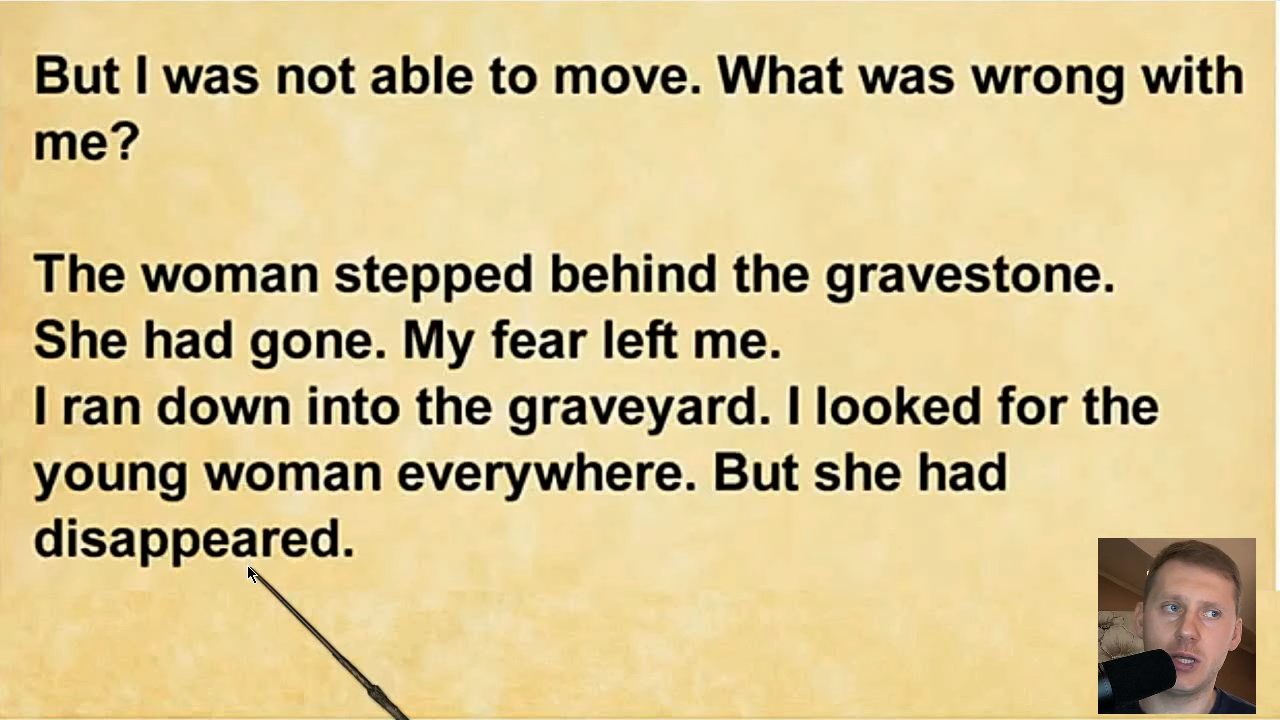 But I was not able to move. What was wrong with
me?
The woman stepped behind the gravestone.
She had gone. My fear left me.
I ran down into the graveyard. I looked for the
young woman everywhere. But she had
disappeared.